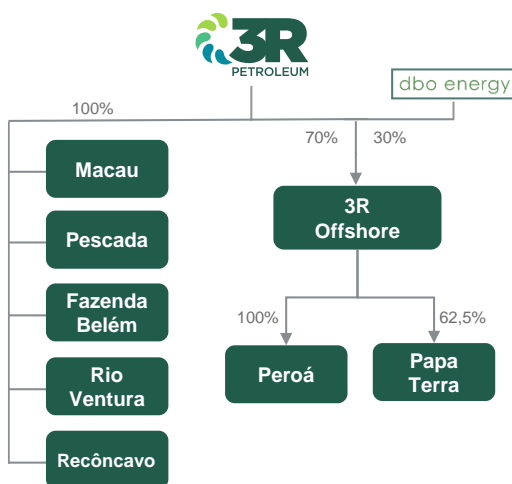 3R
PETROLEUM
dbo energy
100%
70%
30%
Macau
3R
Offshore
Pescada
Fazenda
Belém
100%
62,5%
Rio
Ventura
Peroá
Papa
Terra
Recôncavo